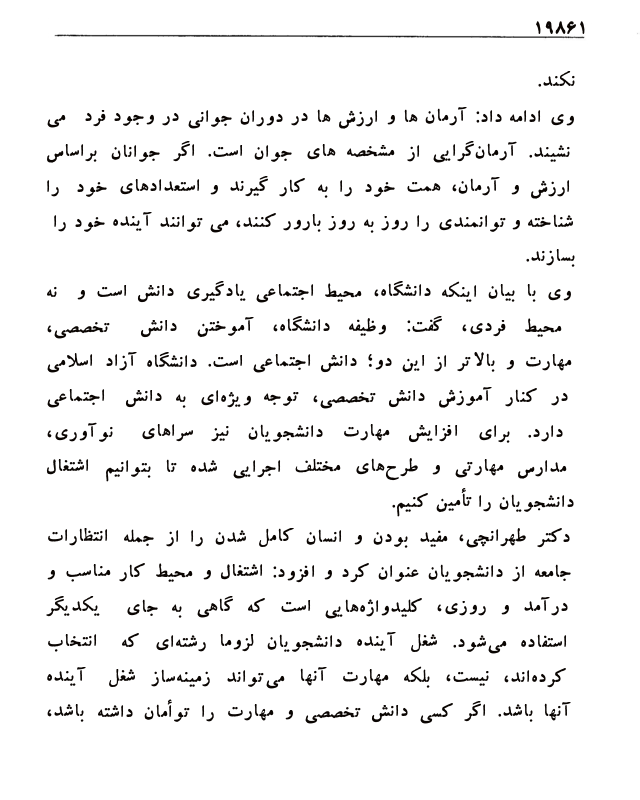 ۱۹۸۶۱
نکند.
وی ادامه داد: آرمان ها و ارزش ها در دوران جوانی در وجود فرد می
نشیند. آرمان‌گرایی از مشخصه های جوان است. اگر جوانان براساس
ارزش و آرمان، همت خود را به کار گیرند و استعدادهای خود را
شناخته و توانمندی را روز به روز بارور کنند، می توانند آینده خود را
بسازند.
وی با بیان اینکه دانشگاه، محیط اجتماعی یادگیری دانش است و نه
محیط فردی، گفت: وظیفه دانشگاه، آموختن دانش تخصصی،
مهارت و بالاتر از این دو؛ دانش اجتماعی است. دانشگاه آزاد اسلامی
در کنار آموزش دانش تخصصی، توجه ویژه‌ای به دانش اجتماعی
دارد. برای افزایش مهارت دانشجویان نیز سراهای نوآوری،
مدارس مهارتی و طرح‌های مختلف اجرایی شده تا بتوانیم اشتغال
دانشجویان را تأمین کنیم.
دکتر طهرانچی، مفید بودن و انسان کامل شدن را از جمله انتظارات
جامعه از دانشجویان عنوان کرد و افزود: اشتغال و محیط کار مناسب و
درآمد و روزی، کلیدواژه‌هایی است که گاهی به جای یکدیگر
استفاده می‌شود. شغل آینده دانشجویان لزوما رشته‌ای که انتخاب
کرده‌اند، نیست، بلکه مهارت آنها می‌تواند زمینه‌ساز شغل آینده
آنها باشد. اگر کسی دانش تخصصی و مهارت را توأمان داشته باشد،